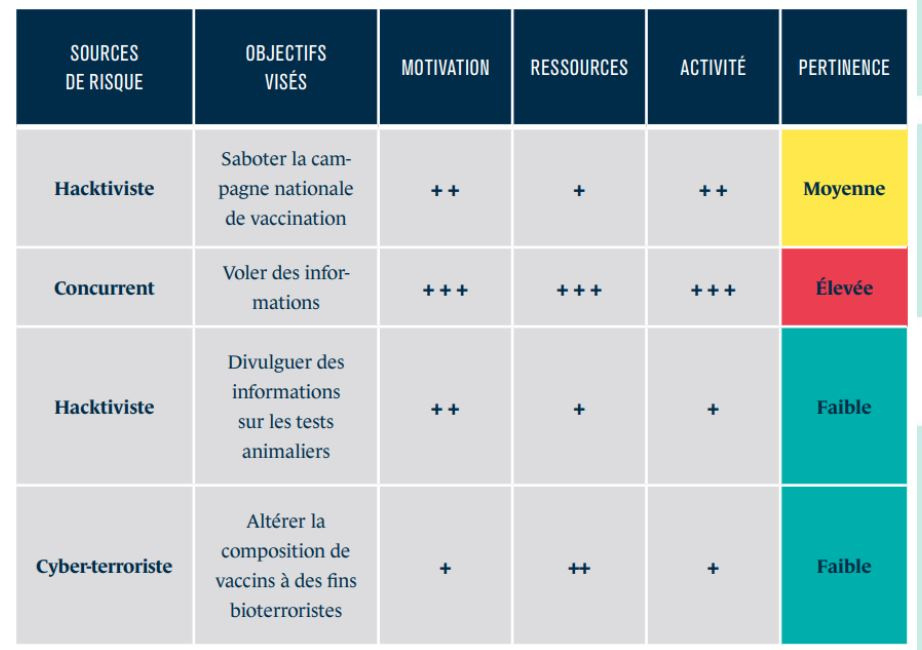 SOURCES
DE RISQUE
OBJECTIFS
VISÉS
MOTIVATION
RESSOURCES
ACTIVITÉ
PERTINENCE
Hacktiviste
Saboter la cam-
pagne nationale
de vaccination
+ +
+
+ +
Moyenne
Concurrent
Voler des infor-
mations
+ + +
+ + +
+ + +
Élevée
Hacktiviste
Divulguer des
informations
sur les tests
animaliers
+ +
+
+
Faible
Cyber-terroriste
Altérer la
composition de
vaccins à des fins
bioterroristes
+
++
+
Faible